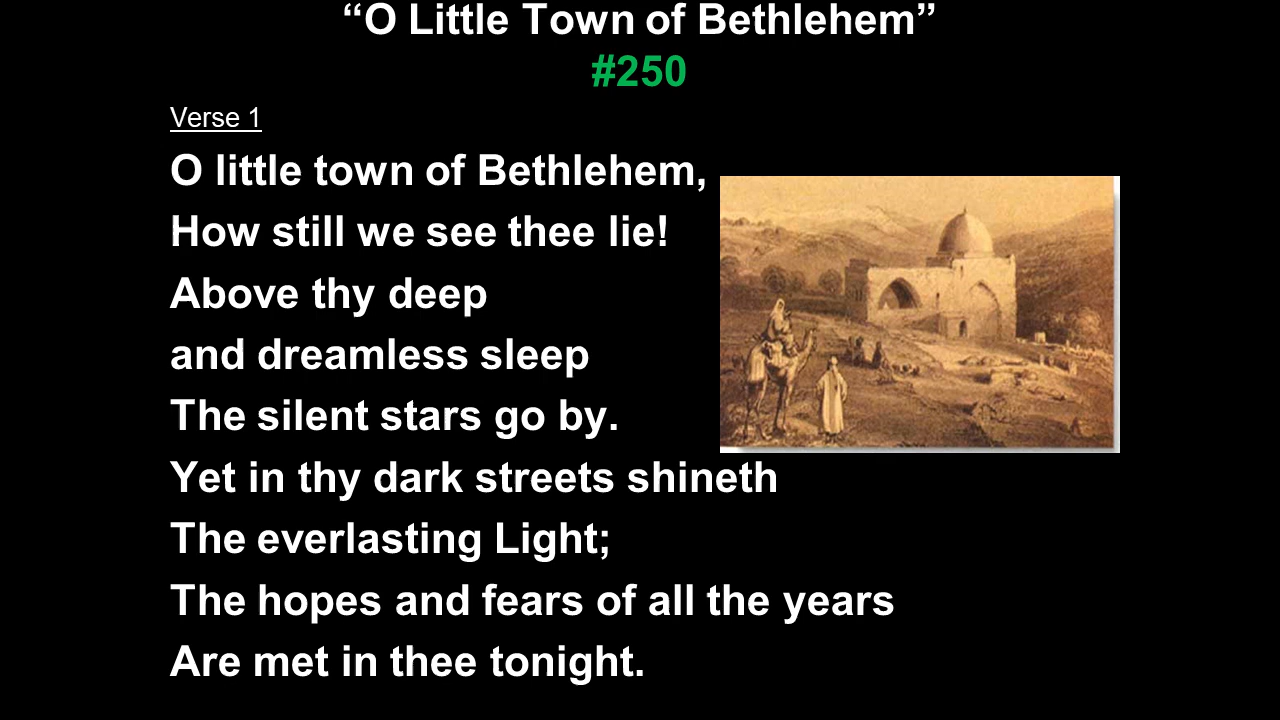 “O Little Town of Bethlehem”
#250
Verse 1
O little town of Bethlehem,
How still we see thee lie!
Above thy deep
and dreamless sleep
The silent stars go by.
Yet in thy dark streets shineth
The everlasting Light;
The hopes and fears of all the years
Are met in thee tonight.